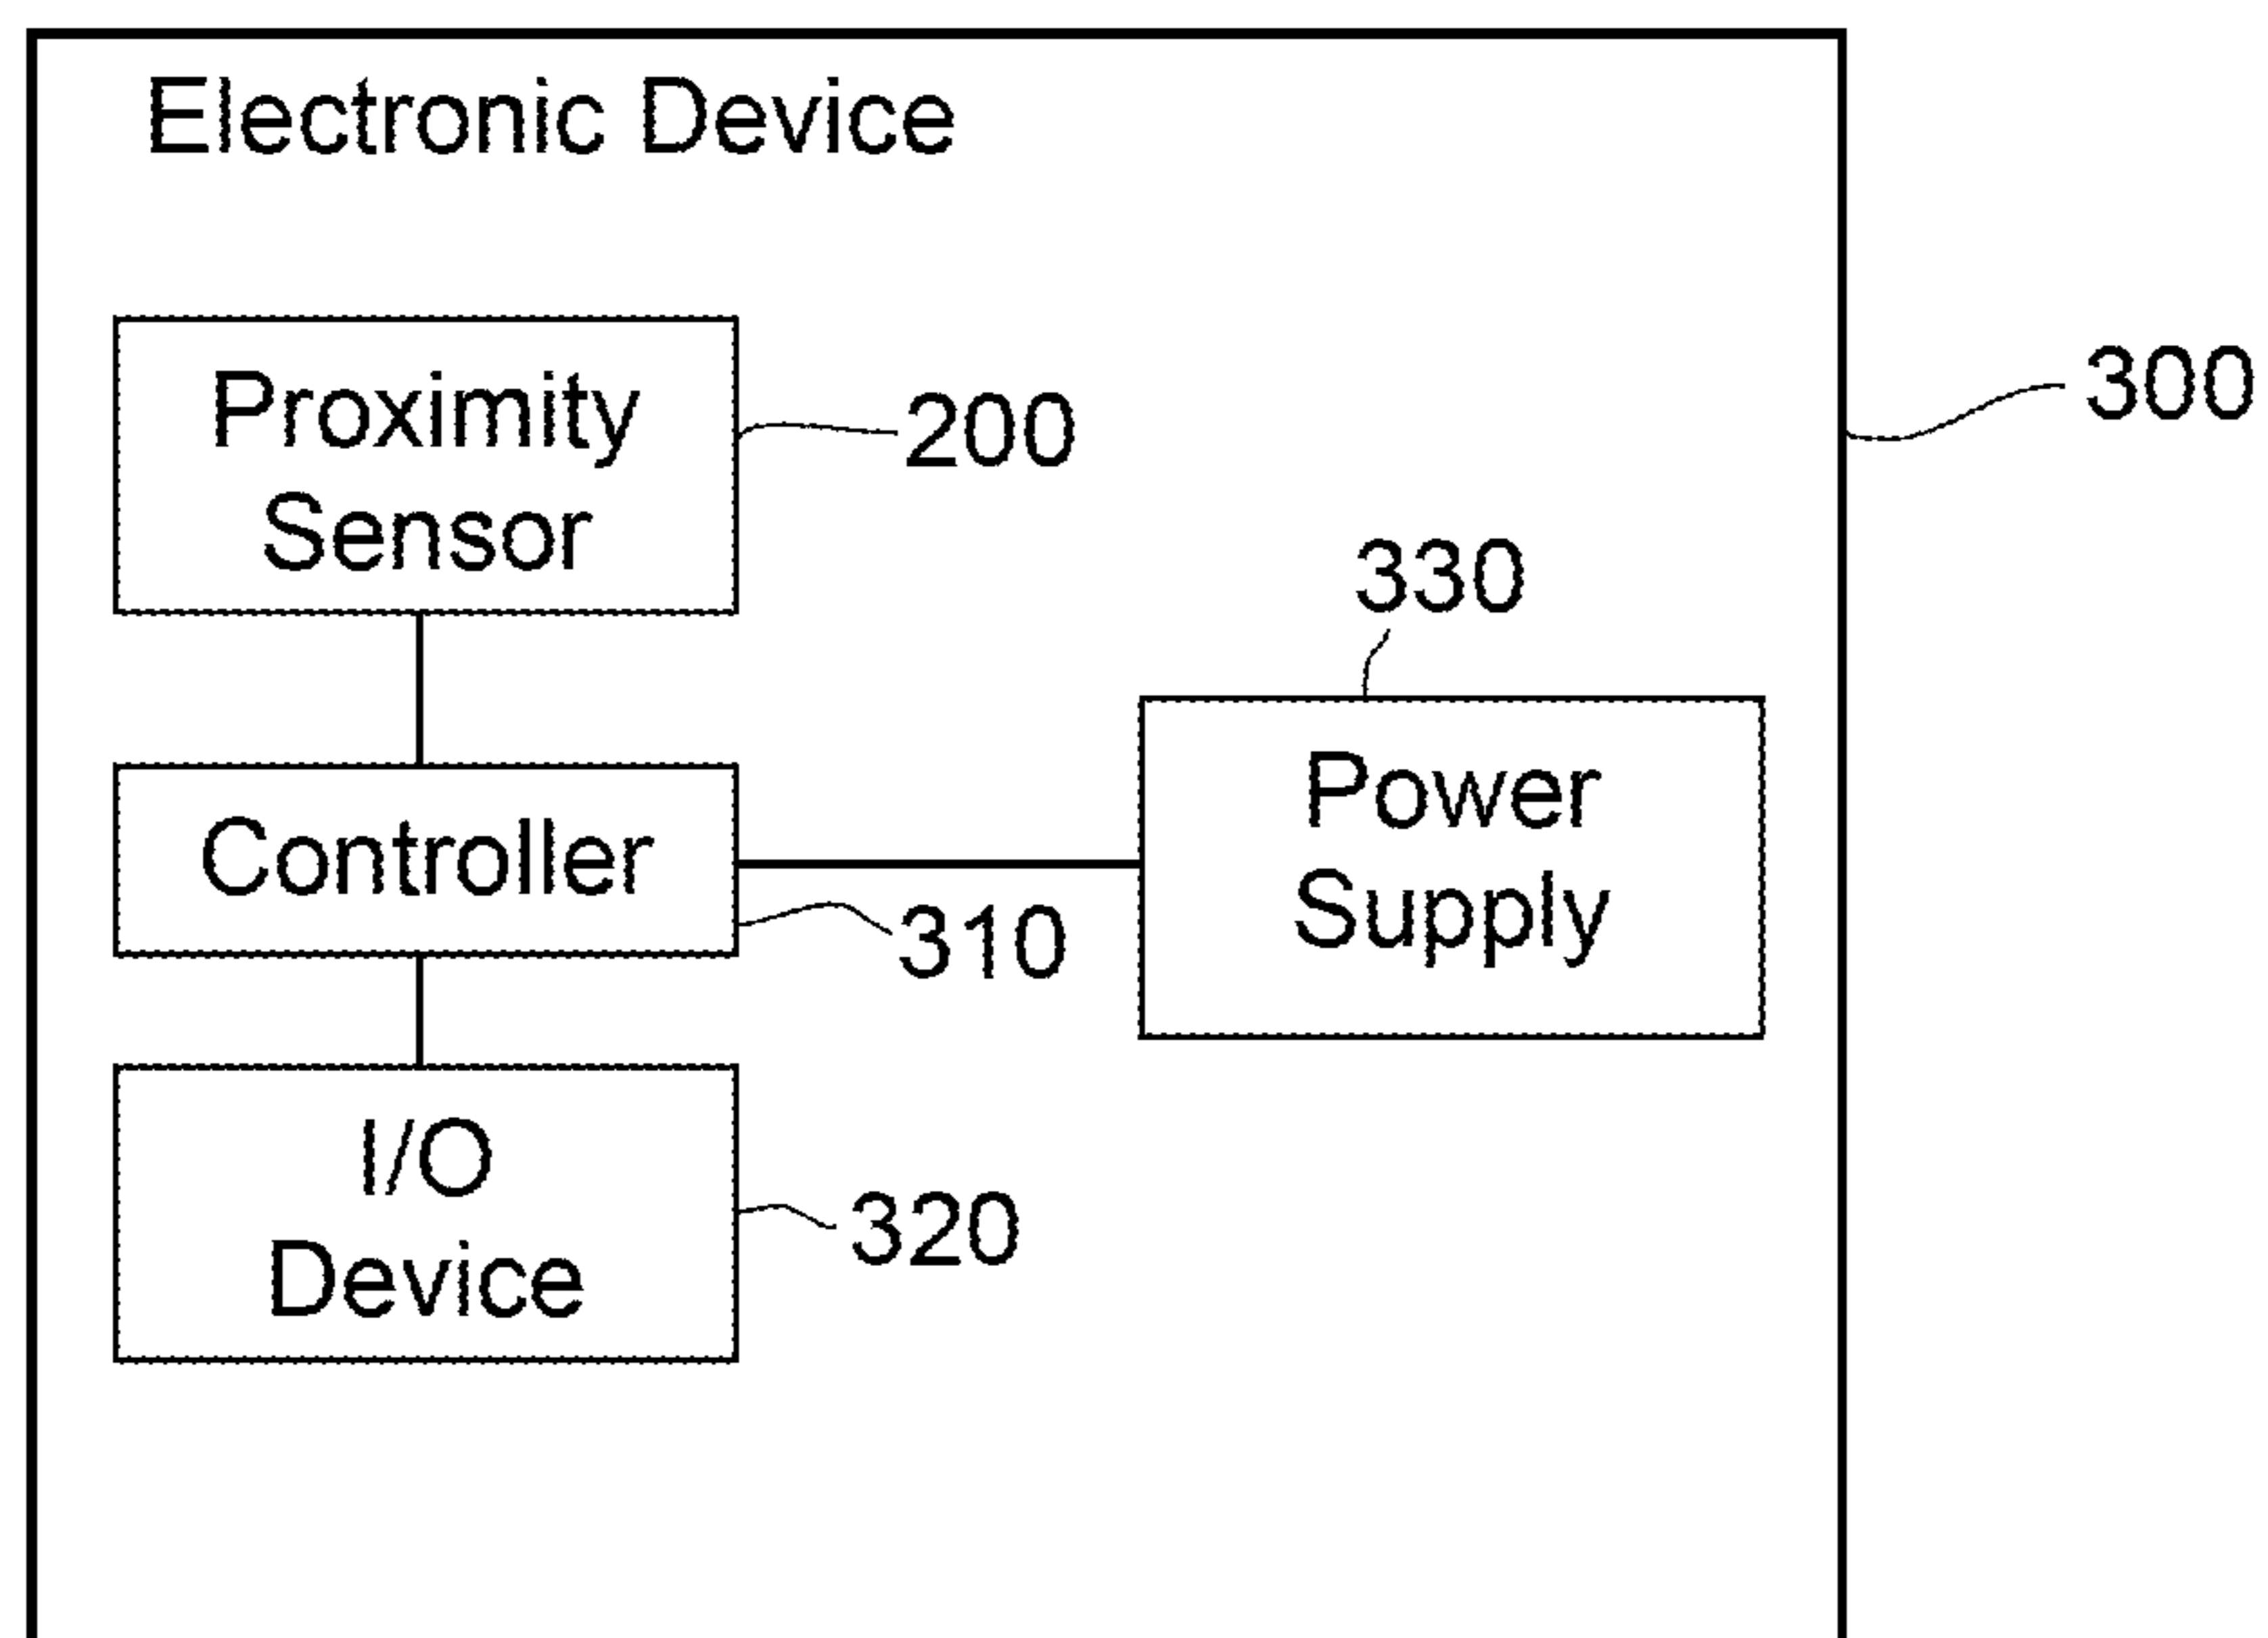 Electronic Device
Proximity
Sensor
200
300
330
Power
Supply
Controller
310
I/O
Device
320